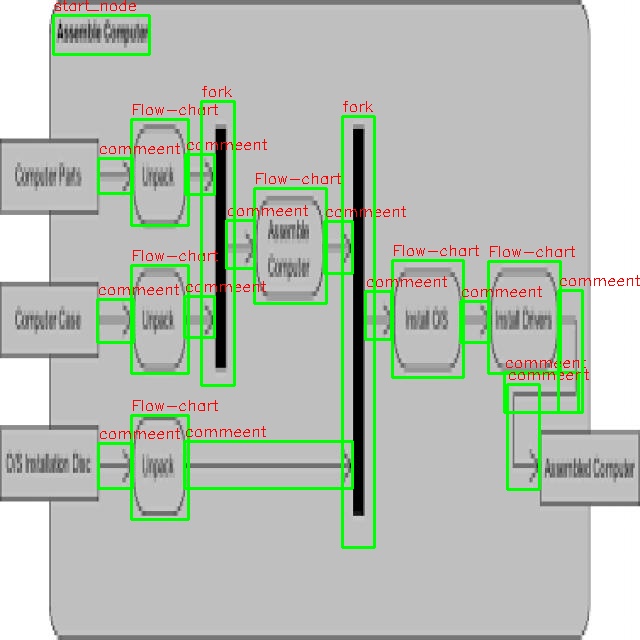 start_node
Assemble Computer
fork
Flow-chart
commeent
commeent
Computer Parts
Unpack
fork
Flow-chart
commeent
commeent
Assemble
Computer
Flow-chart
commeent
commeent
Computer Case
Unpack
Flow-chart
Flow-chart
commeent
commeent
commeent
Install O/S
Install Drivers
commeent
commeent
Flow-chart
commeent
commeent
O/S Installation Disc
Unpack
Assembled Computer